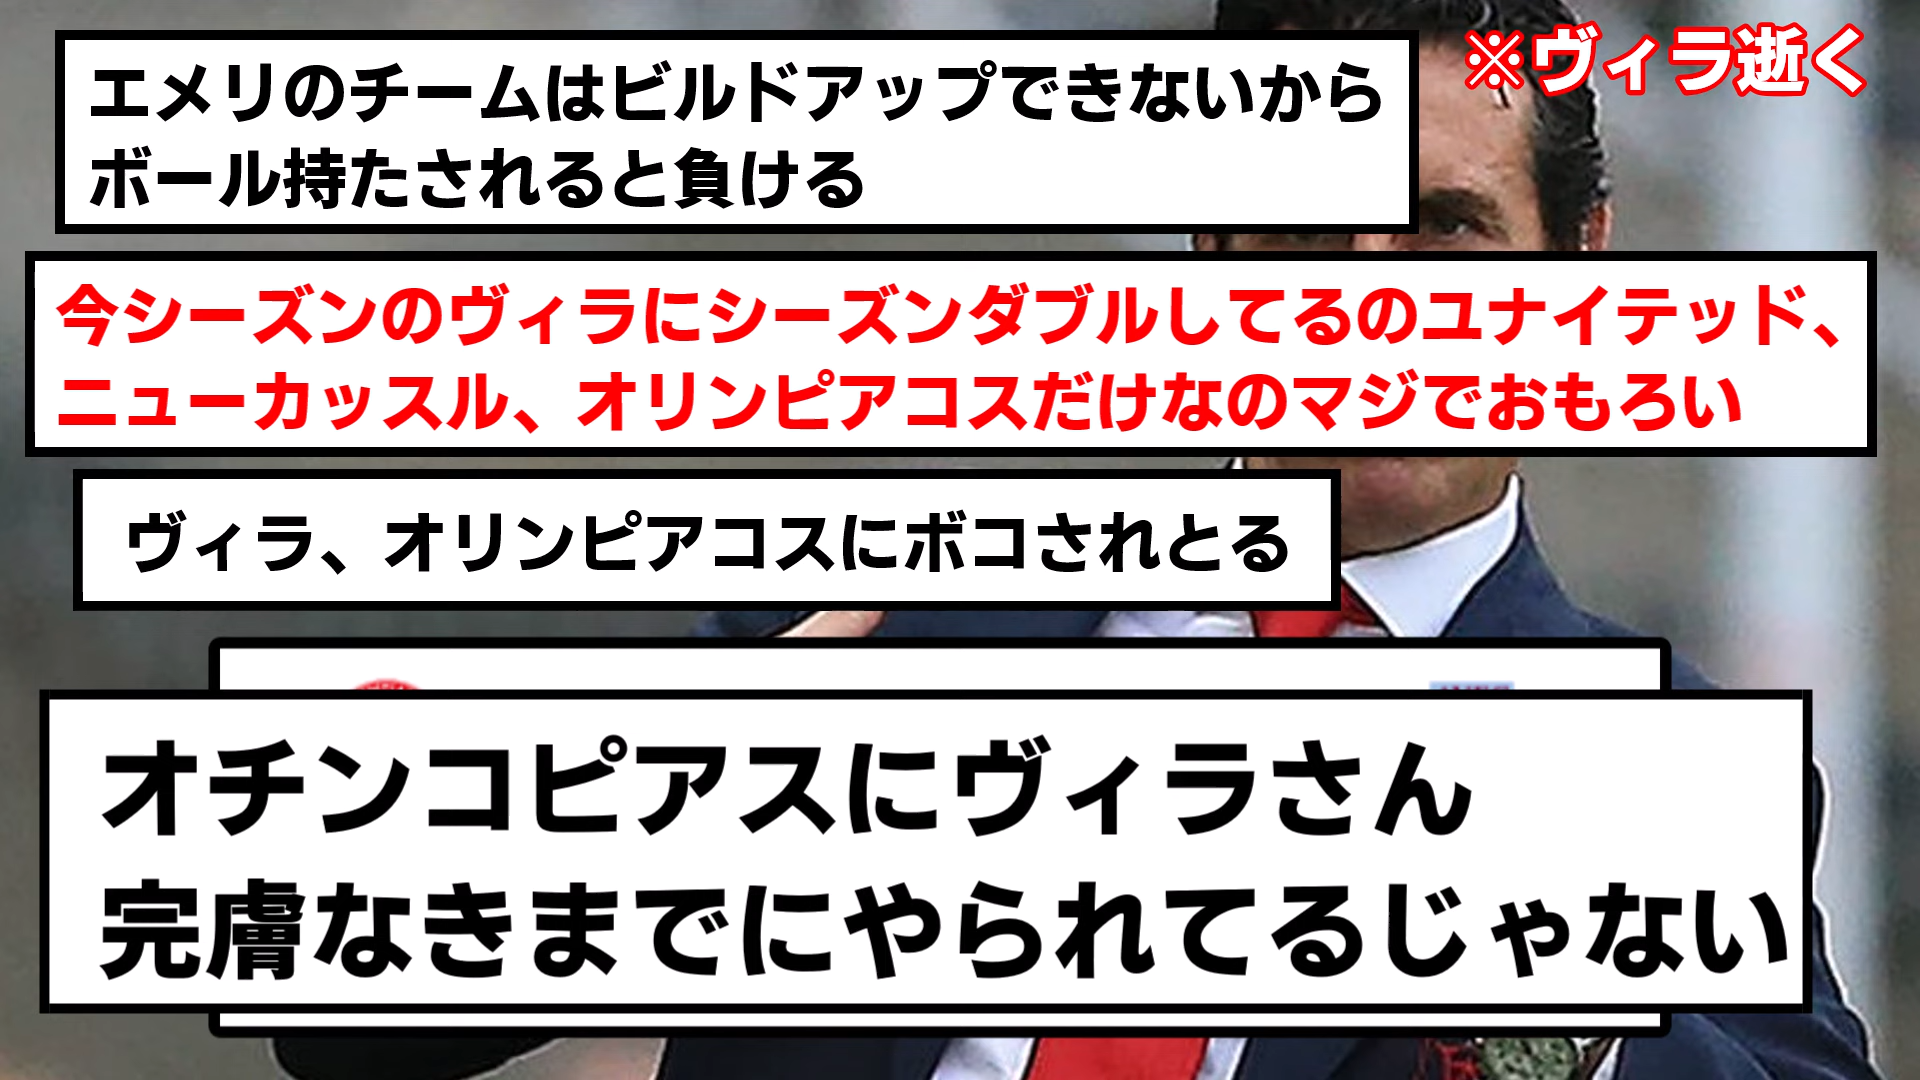 ※ヴィラ逝く
エメリのチームはビルドアップできないから
ボール持たされると負ける
今シーズンのヴィラにシーズンダブルしてるのユナイテッド、
ニューカッスル、オリンピアコスだけなのマジでおもろい
ヴィラ、オリンピアコスにボコされとる
オチンコピアスにヴィラさん
完膚なきまでにやられてるじゃない